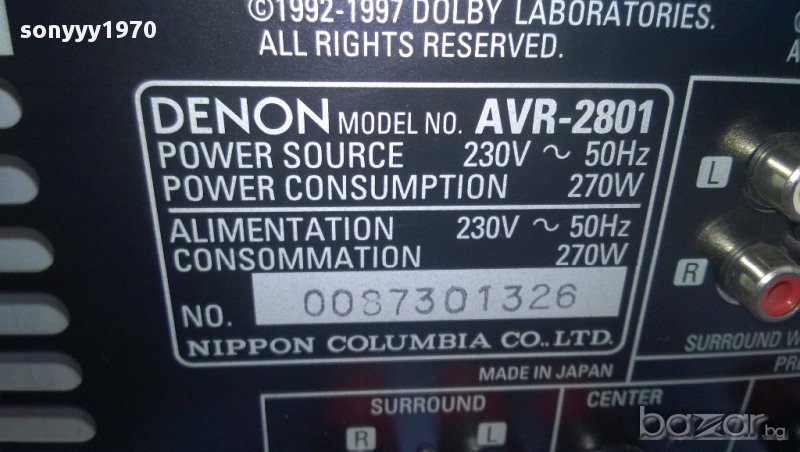 sonyyy1970
©1992-1997 DOLBY LABORATORIES.
ALL RIGHTS RESERVED.
DENON MODEL NO. AVR-2801
POWER SOURCE 230V ~ 50Hz
POWER CONSUMPTION 270W
ALIMENTATION 230V ~ 50Hz
CONSOMMATION 270W
NO. 0087301326
NIPPON COLUMBIA CO., LTD.
MADE IN JAPAN
L
R
SURROUND
SURROUND
CENTER
R
L
bazar.bg